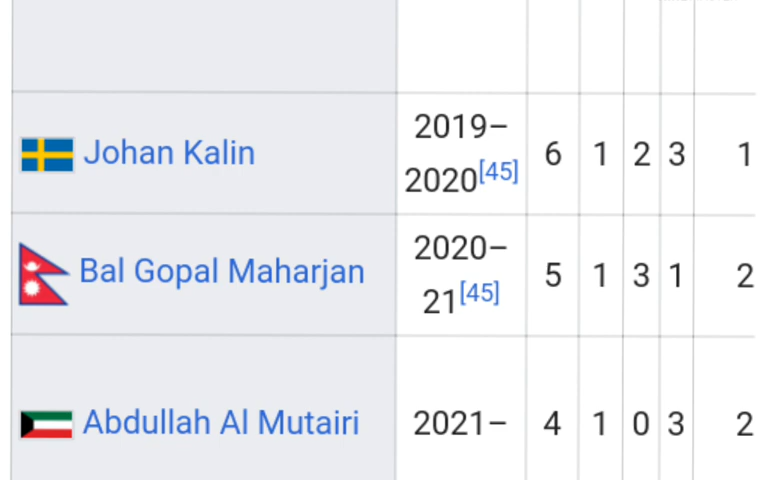 Johan Kalin 2019–
2020[45] 6 1 2 3 1
Bal Gopal Maharjan 2020–
21[45] 5 1 3 1 2
Abdullah Al Mutairi 2021– 4 1 0 3 2